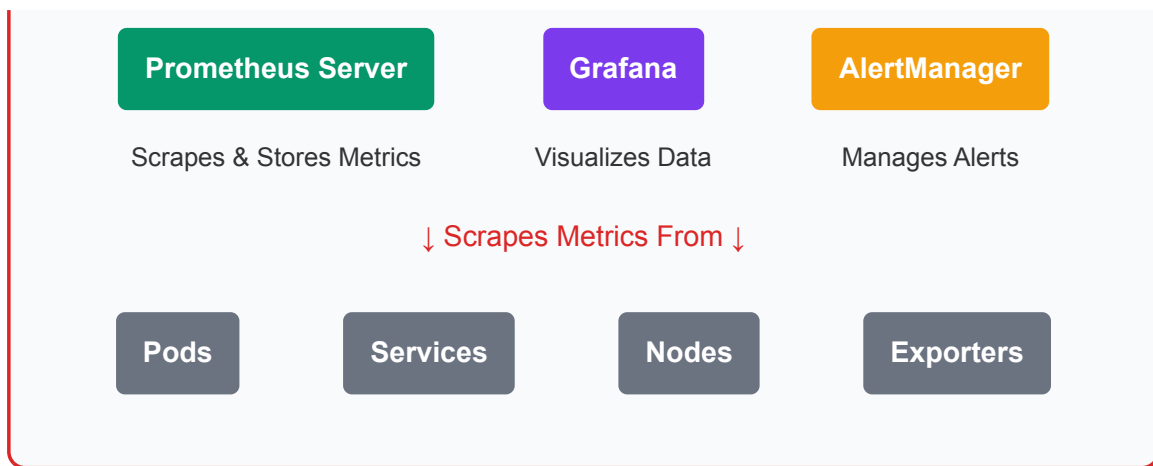 Prometheus Server
Grafana
AlertManager
Scrapes & Stores Metrics
Visualizes Data
Manages Alerts
↓ Scrapes Metrics From ↓
Pods
Services
Nodes
Exporters